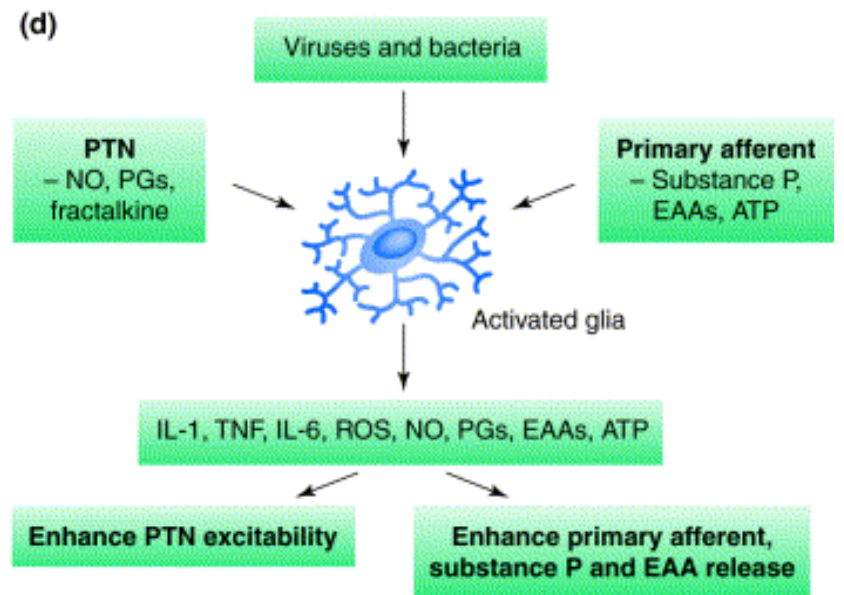 (d)
Viruses and bacteria
PTN
– NO, PGs,
fractalkine
Primary afferent
– Substance P,
EAAs, ATP
Activated glia
IL-1, TNF, IL-6, ROS, NO, PGs, EAAs, ATP
Enhance PTN excitability
Enhance primary afferent,
substance P and EAA release